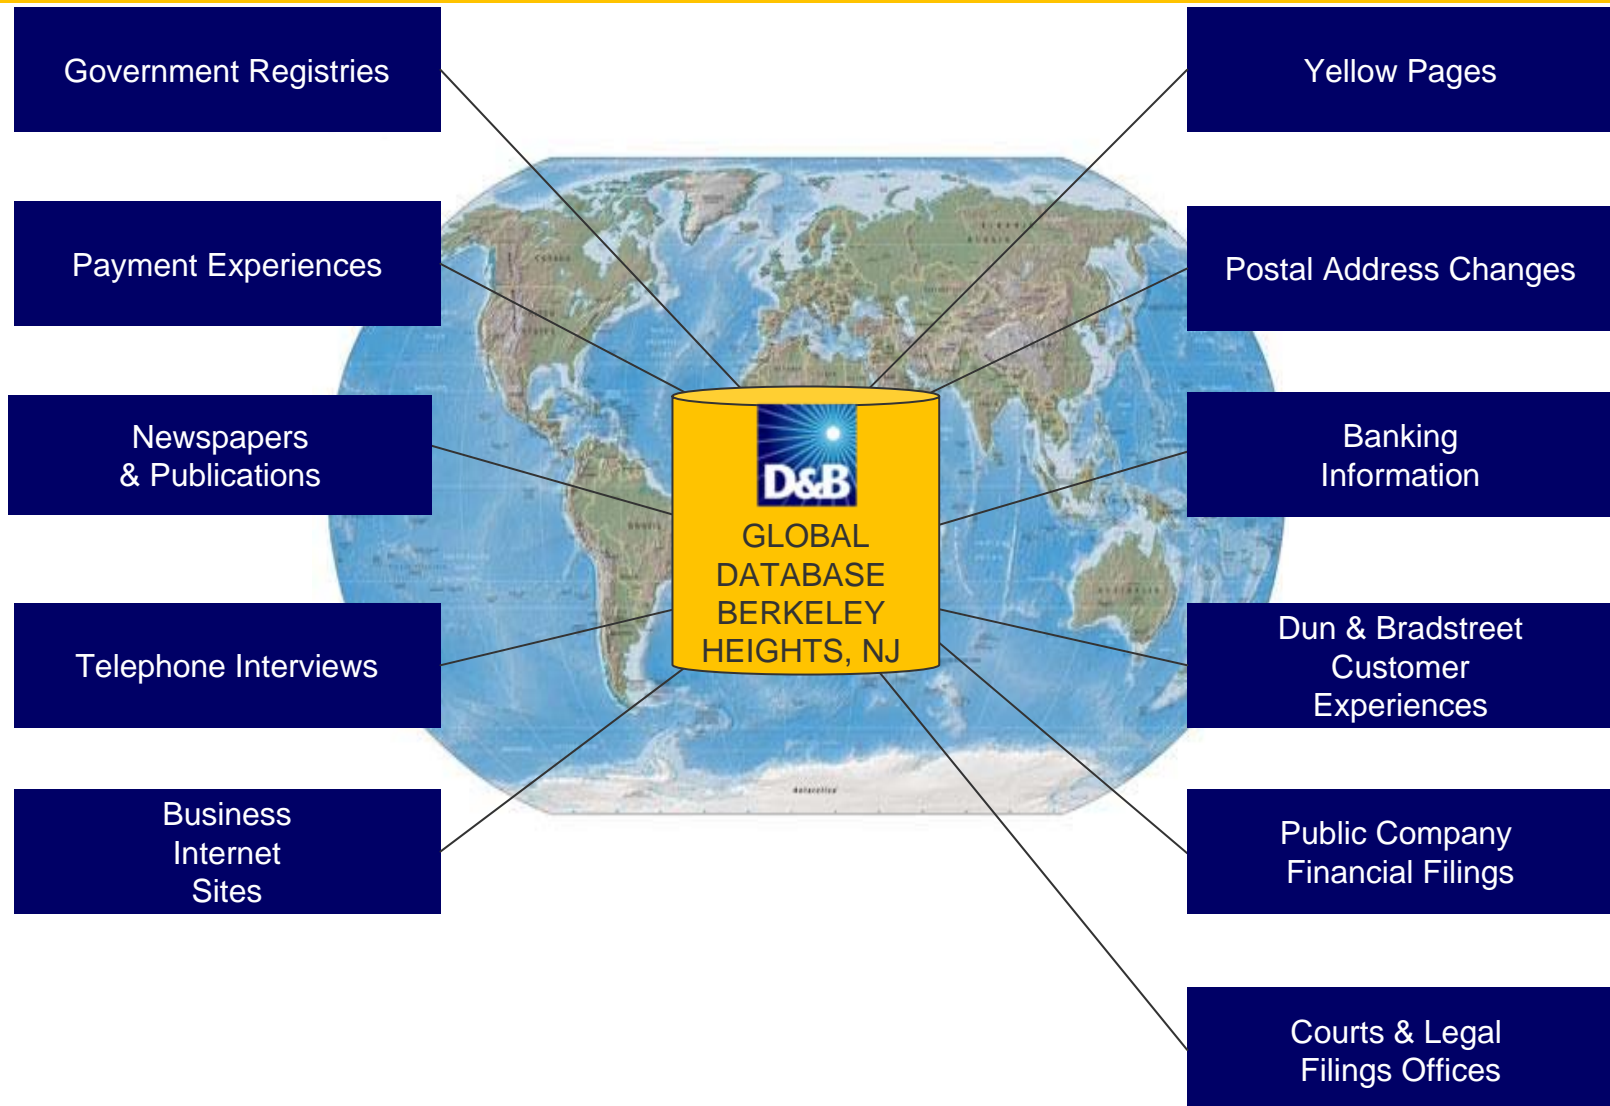 Government Registries
Yellow Pages
Payment Experiences
Postal Address Changes
Newspapers
& Publications
Banking
Information
D&B
GLOBAL
DATABASE
BERKELEY
HEIGHTS, NJ
Telephone Interviews
Dun & Bradstreet
Customer
Experiences
Business
Internet
Sites
Public Company
Financial Filings
Courts & Legal
Filings Offices
Antarctica